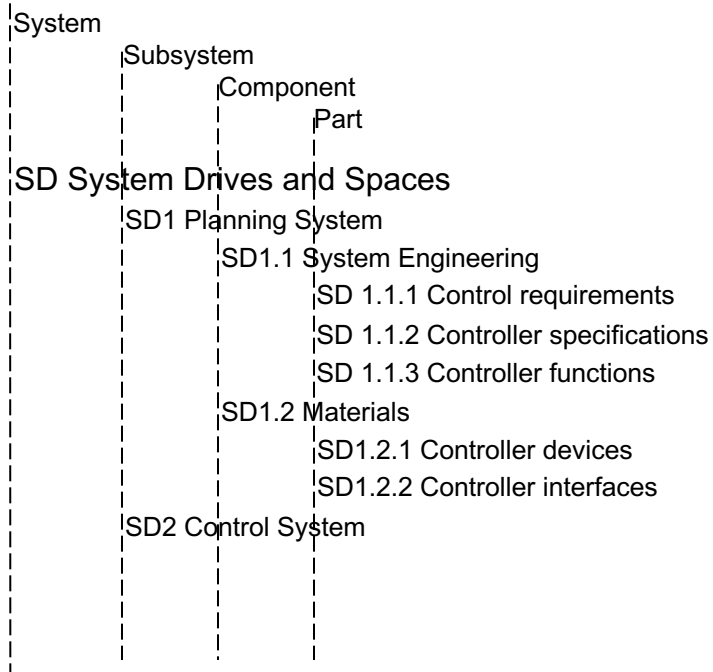 System
Subsystem
Component
Part
SD System Drives and Spaces
SD1 Planning System
SD1.1 System Engineering
SD 1.1.1 Control requirements
SD 1.1.2 Controller specifications
SD 1.1.3 Controller functions
SD1.2 Materials
SD1.2.1 Controller devices
SD1.2.2 Controller interfaces
SD2 Control System